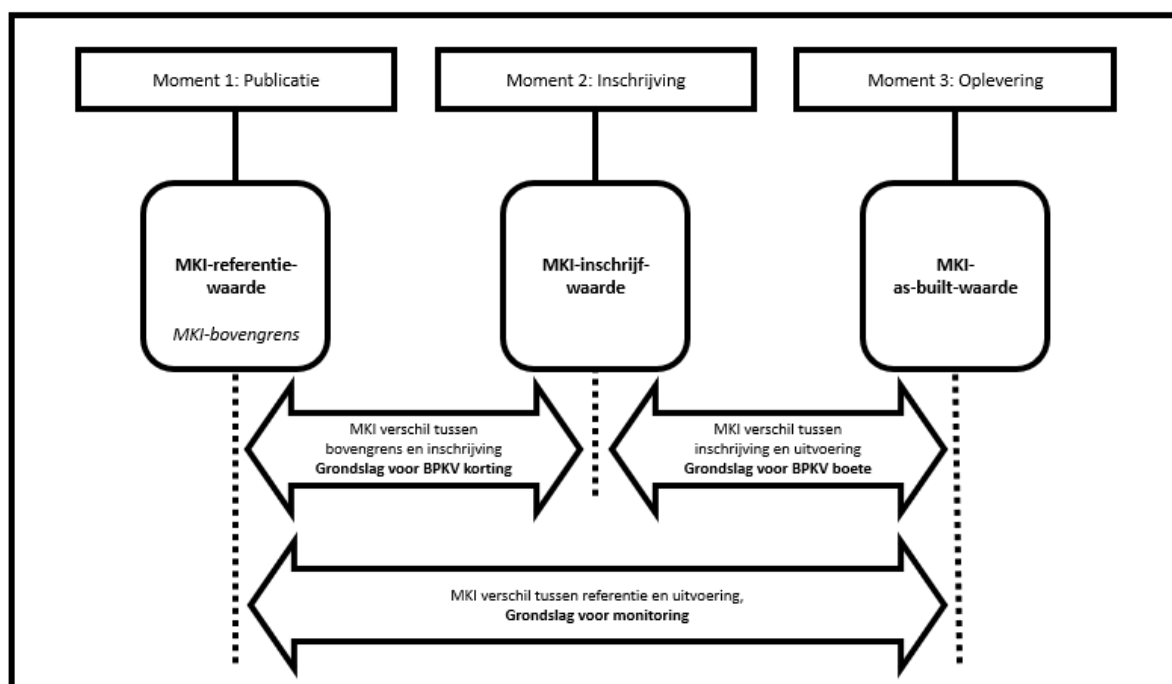 Moment 1: Publicatie
Moment 2: Inschrijving
Moment 3: Oplevering
MKI-referentie-
waarde
MKI-bovengrens
MKI-inschrijf-
waarde
MKI-
as-built-waarde
MKI verschil tussen
bovengrens en inschrijving
Grondslag voor BPKV korting
MKI verschil tussen
inschrijving en uitvoering
Grondslag voor BPKV boete
MKI verschil tussen referentie en uitvoering,
Grondslag voor monitoring